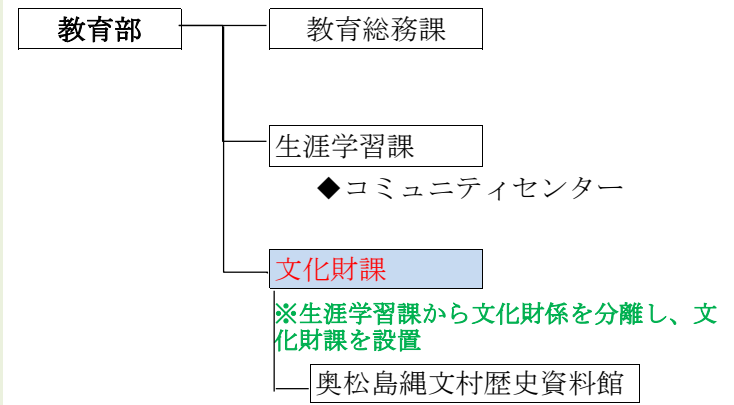 教育部
教育総務課
生涯学習課
◆コミュニティセンター
文化財課
※生涯学習課から文化財係を分離し、文
化財課を設置
奥松島縄文村歴史資料館